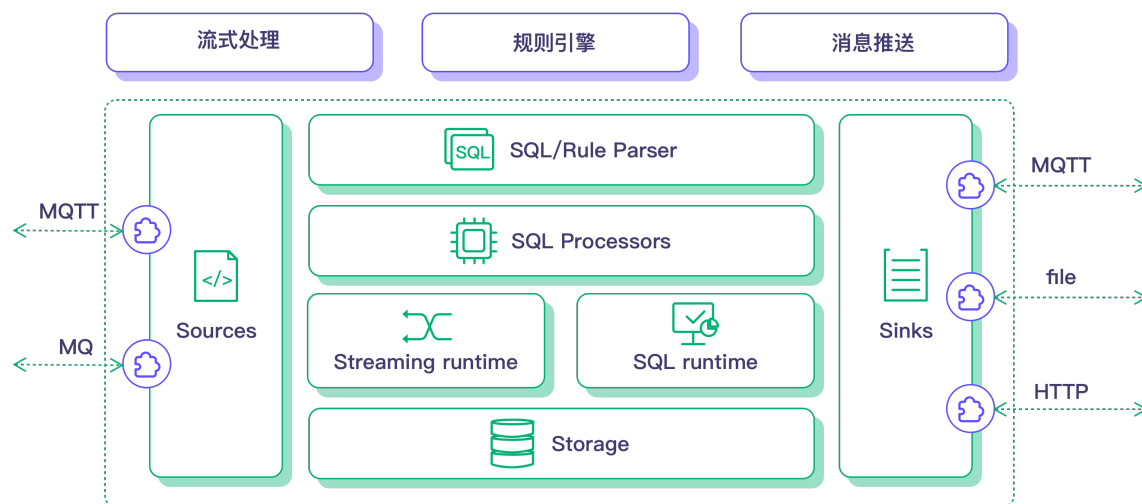 流式处理
规则引擎
消息推送
SQL
SQL/Rule Parser
MQTT
MQTT
SQL Processors
</>
file
Sources
Sinks
MQ
Streaming runtime
SQL runtime
HTTP
Storage